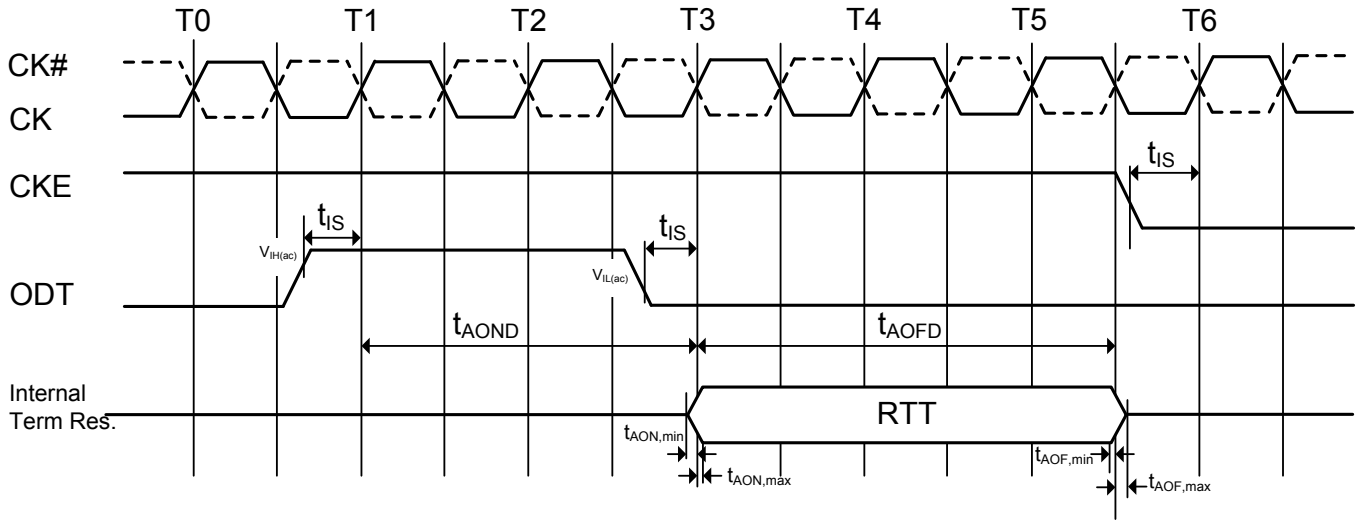 T0 T1 T2 T3 T4 T5 T6
CK#
CK
CKE
tIS
tIS
tIS
VIH(ac)
VIL(ac)
ODT
tAOND
tAOFD
Internal
Term Res.
RTT
tAON,min
tAOF,min
tAON,max
tAOF,max